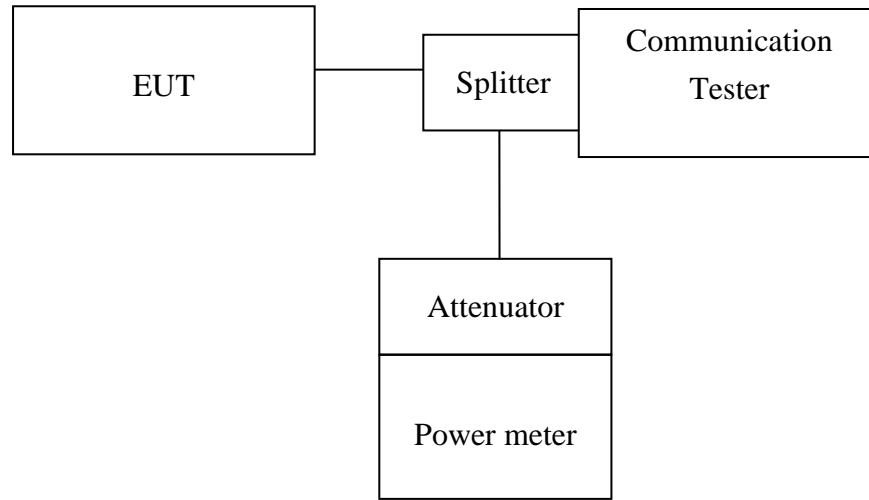 EUT
Splitter
Communication
Tester
Attenuator
Power meter